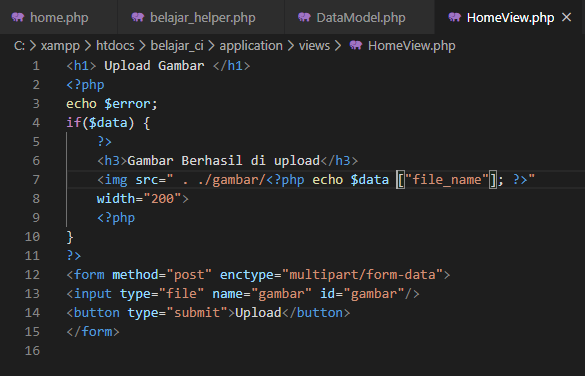 home.php belajar_helper.php DataModel.php HomeView.php
C: > xampp > htdocs > belajar_ci > application > views > HomeView.php
1 <h1> Upload Gambar </h1>
2 <?php
3 echo $error;
4 if($data) {
5 ?>
6 <h3>Gambar Berhasil di upload</h3>
7 <img src=" . ./gambar/<?php echo $data ["file_name"]; ?>"
8 width="200">
9 <?php
10 }
11 ?>
12 <form method="post" enctype="multipart/form-data">
13 <input type="file" name="gambar" id="gambar"/>
14 <button type="submit">Upload</button>
15 </form>
16